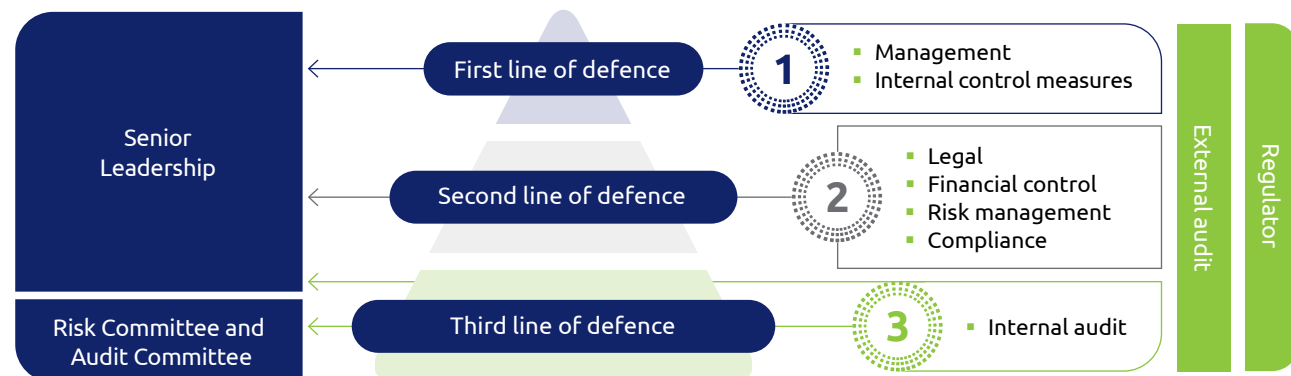 Senior
Leadership
Risk Committee and
Audit Committee
First line of defence
1
Management
Internal control measures
Second line of defence
2
Legal
Financial control
Risk management
Compliance
Third line of defence
3
Internal audit
External audit
Regulator